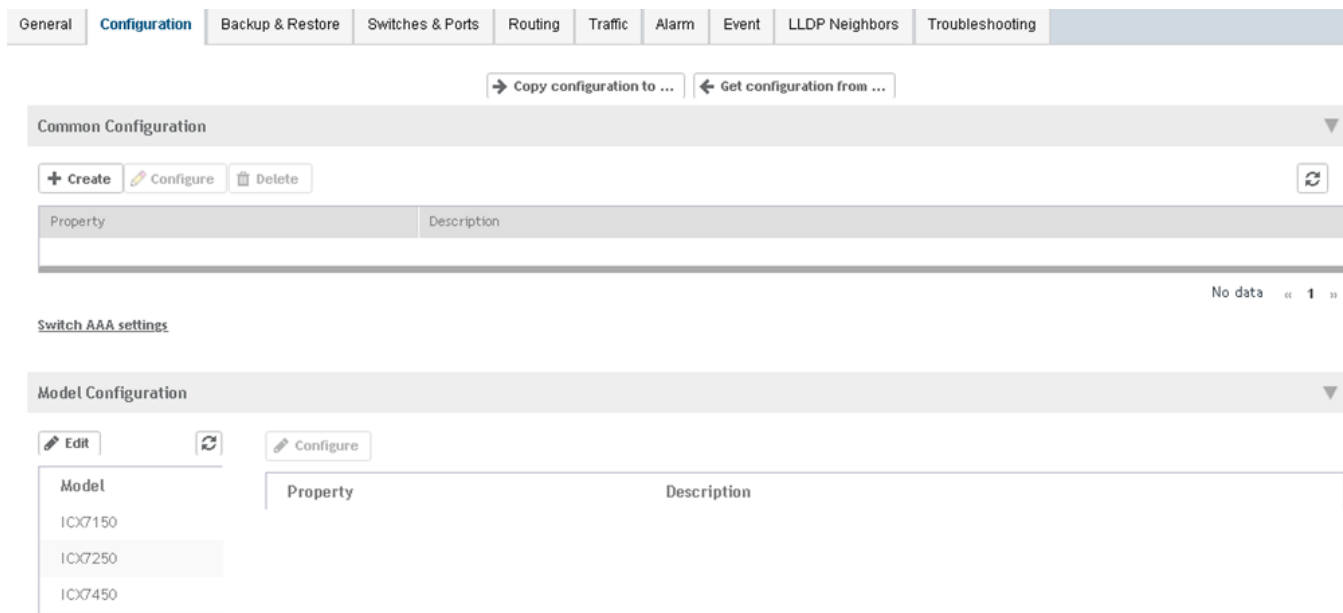 General Configuration Backup & Restore Switches & Ports Routing Traffic Alarm Event LLDP Neighbors Troubleshooting
Copy configuration to ... Get configuration from ...
Common Configuration
Create Configure Delete
Property Description
No data « 1 »
Switch AAA settings
Model Configuration
Edit Configure
Model Property Description
ICX7150
ICX7250
ICX7450